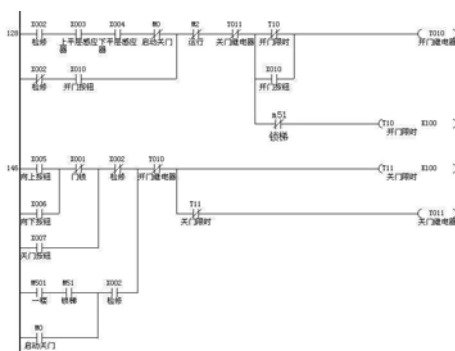 128
X002 X003 X004 M0 M2 Y011 T10
Y010
检修 上平层感应器 下平层感应器 启动关门 运行 关门继电器 开门限时 开门继电器
X002 X010 X010
检修 开门按钮 开门按钮
m51 T10 K100
锁梯 开门限时
146
X005 X001 X002 Y010 T11 K100
向上按钮 门锁 检修 开门继电器 关门限时
X006 T11 Y011
向下按钮 关门限时 关门继电器
X007
关门按钮
M501 M51 X002
一楼 锁梯 检修
M0
启动关门